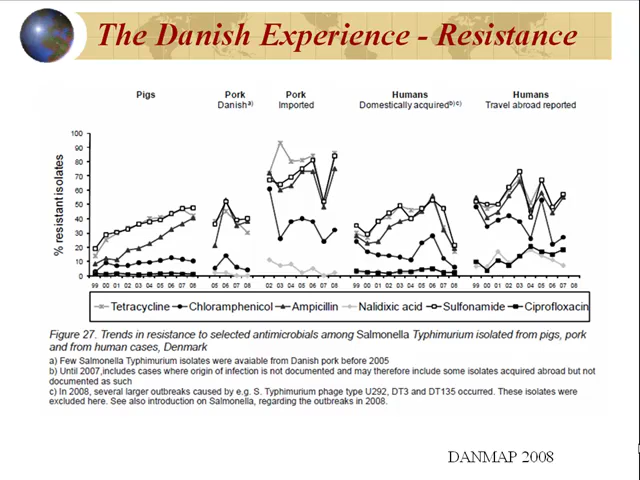 The Danish Experience - Resistance
Pigs
Pork
Danish a)
Pork
Imported
Humans
Domestically acquired b) c)
Humans
Travel abroad reported
% resistant isolates
100
90
80
70
60
50
40
30
20
10
0
99 00 01 02 03 04 05 06 07 08
05 06 07 08
02 03 04 05 06 07 08
99 00 01 02 03 04 05 06 07 08
99 00 01 02 03 04 05 06 07 08
Tetracycline Chloramphenicol Ampicillin Nalidixic acid Sulfonamide Ciprofloxacin
Figure 27. Trends in resistance to selected antimicrobials among Salmonella Typhimurium isolated from pigs, pork
and from human cases, Denmark
a) Few Salmonella Typhimurium isolates were avaiable from Danish pork before 2005
b) Until 2007,includes cases where origin of infection is not documented and may therefore include some isolates acquired abroad but not
documented as such
c) In 2008, several larger outbreaks caused by e.g. S. Typhimurium phage type U292, DT3 and DT135 occurred. These isolates were
excluded here. See also introduction on Salmonella, regarding the outbreaks in 2008.
DANMAP 2008